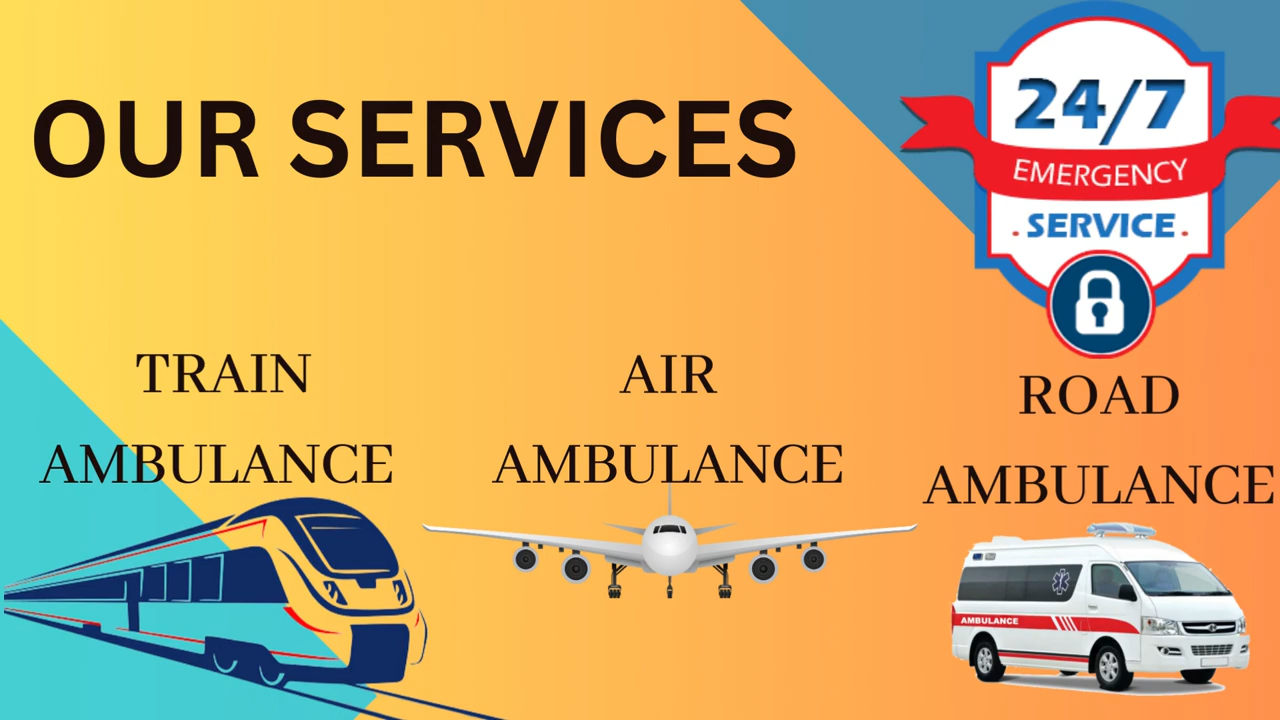 OUR SERVICES
24/7
EMERGENCY
. SERVICE .
TRAIN
AMBULANCE
AIR
AMBULANCE
ROAD
AMBULANCE
AMBULANCE